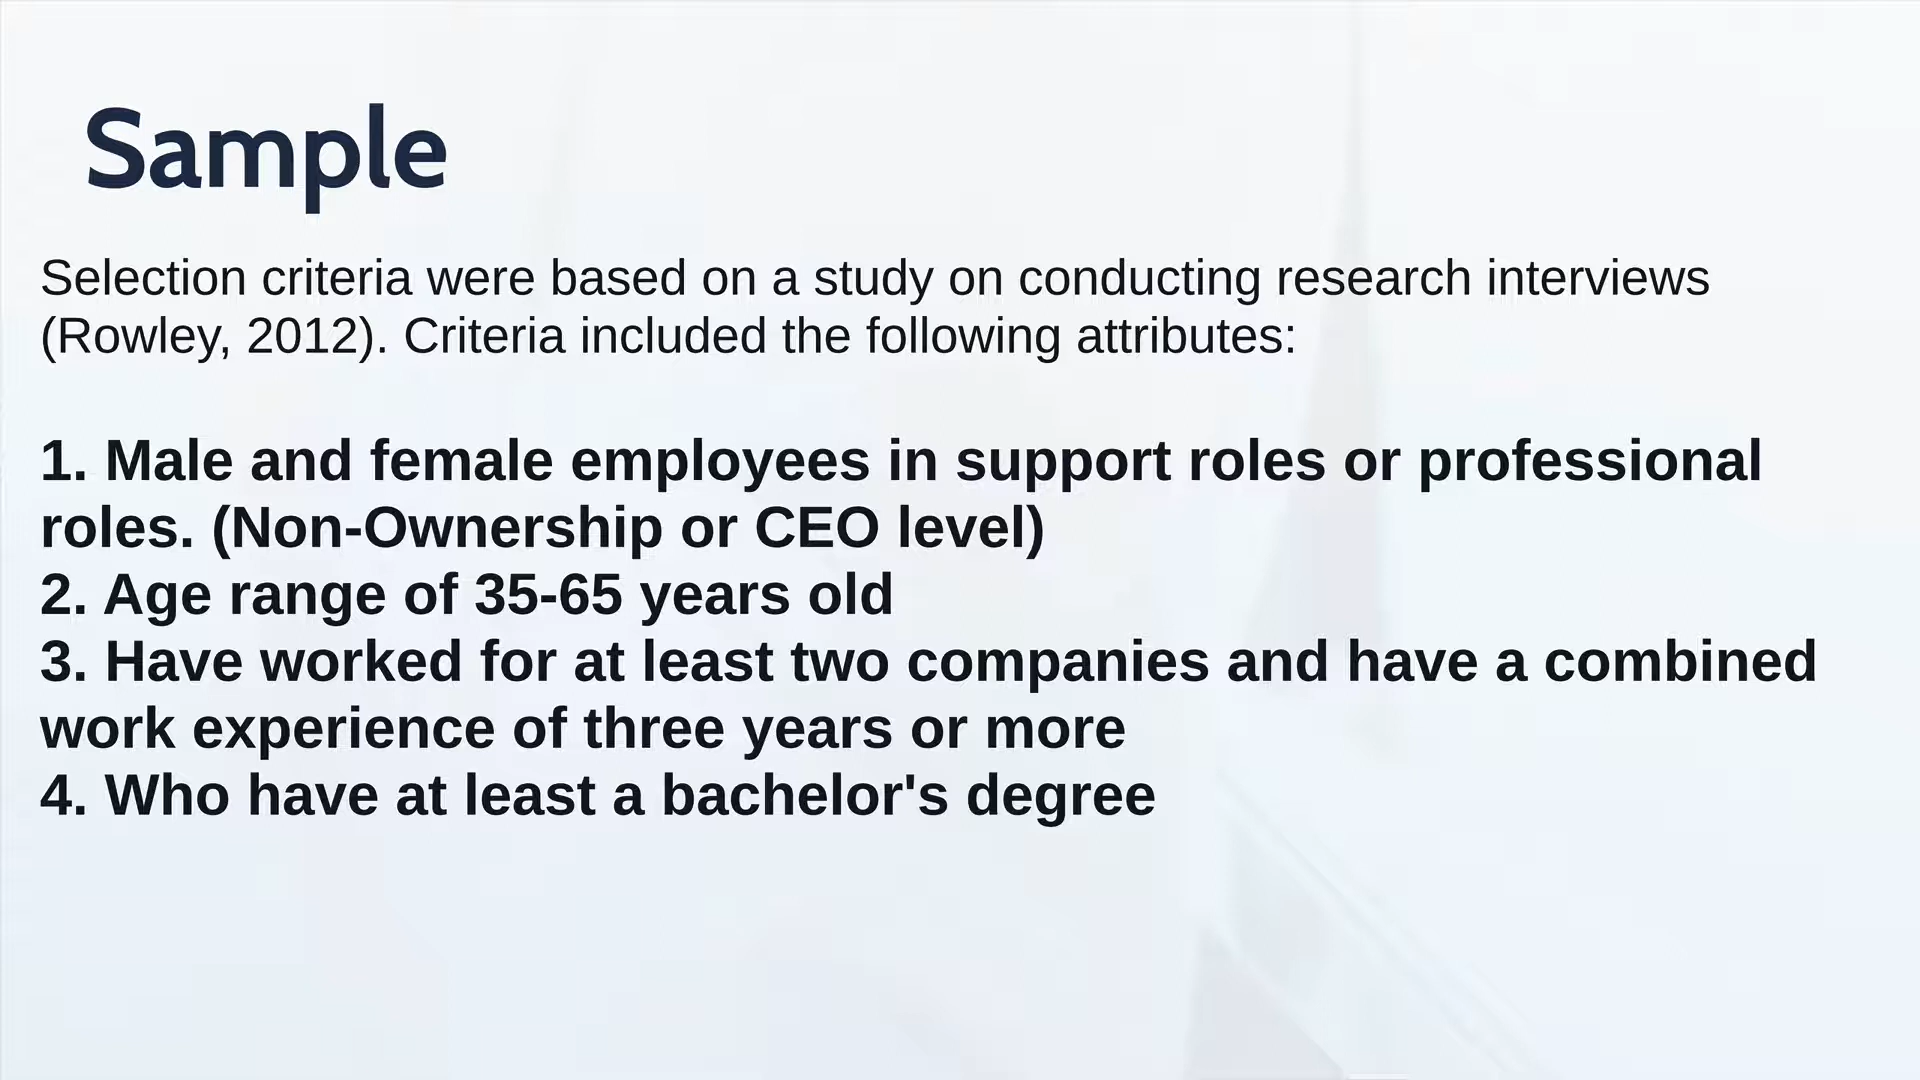 Sample
Selection criteria were based on a study on conducting research interviews
(Rowley, 2012). Criteria included the following attributes:
1. Male and female employees in support roles or professional
roles. (Non-Ownership or CEO level)
2. Age range of 35-65 years old
3. Have worked for at least two companies and have a combined
work experience of three years or more
4. Who have at least a bachelor's degree